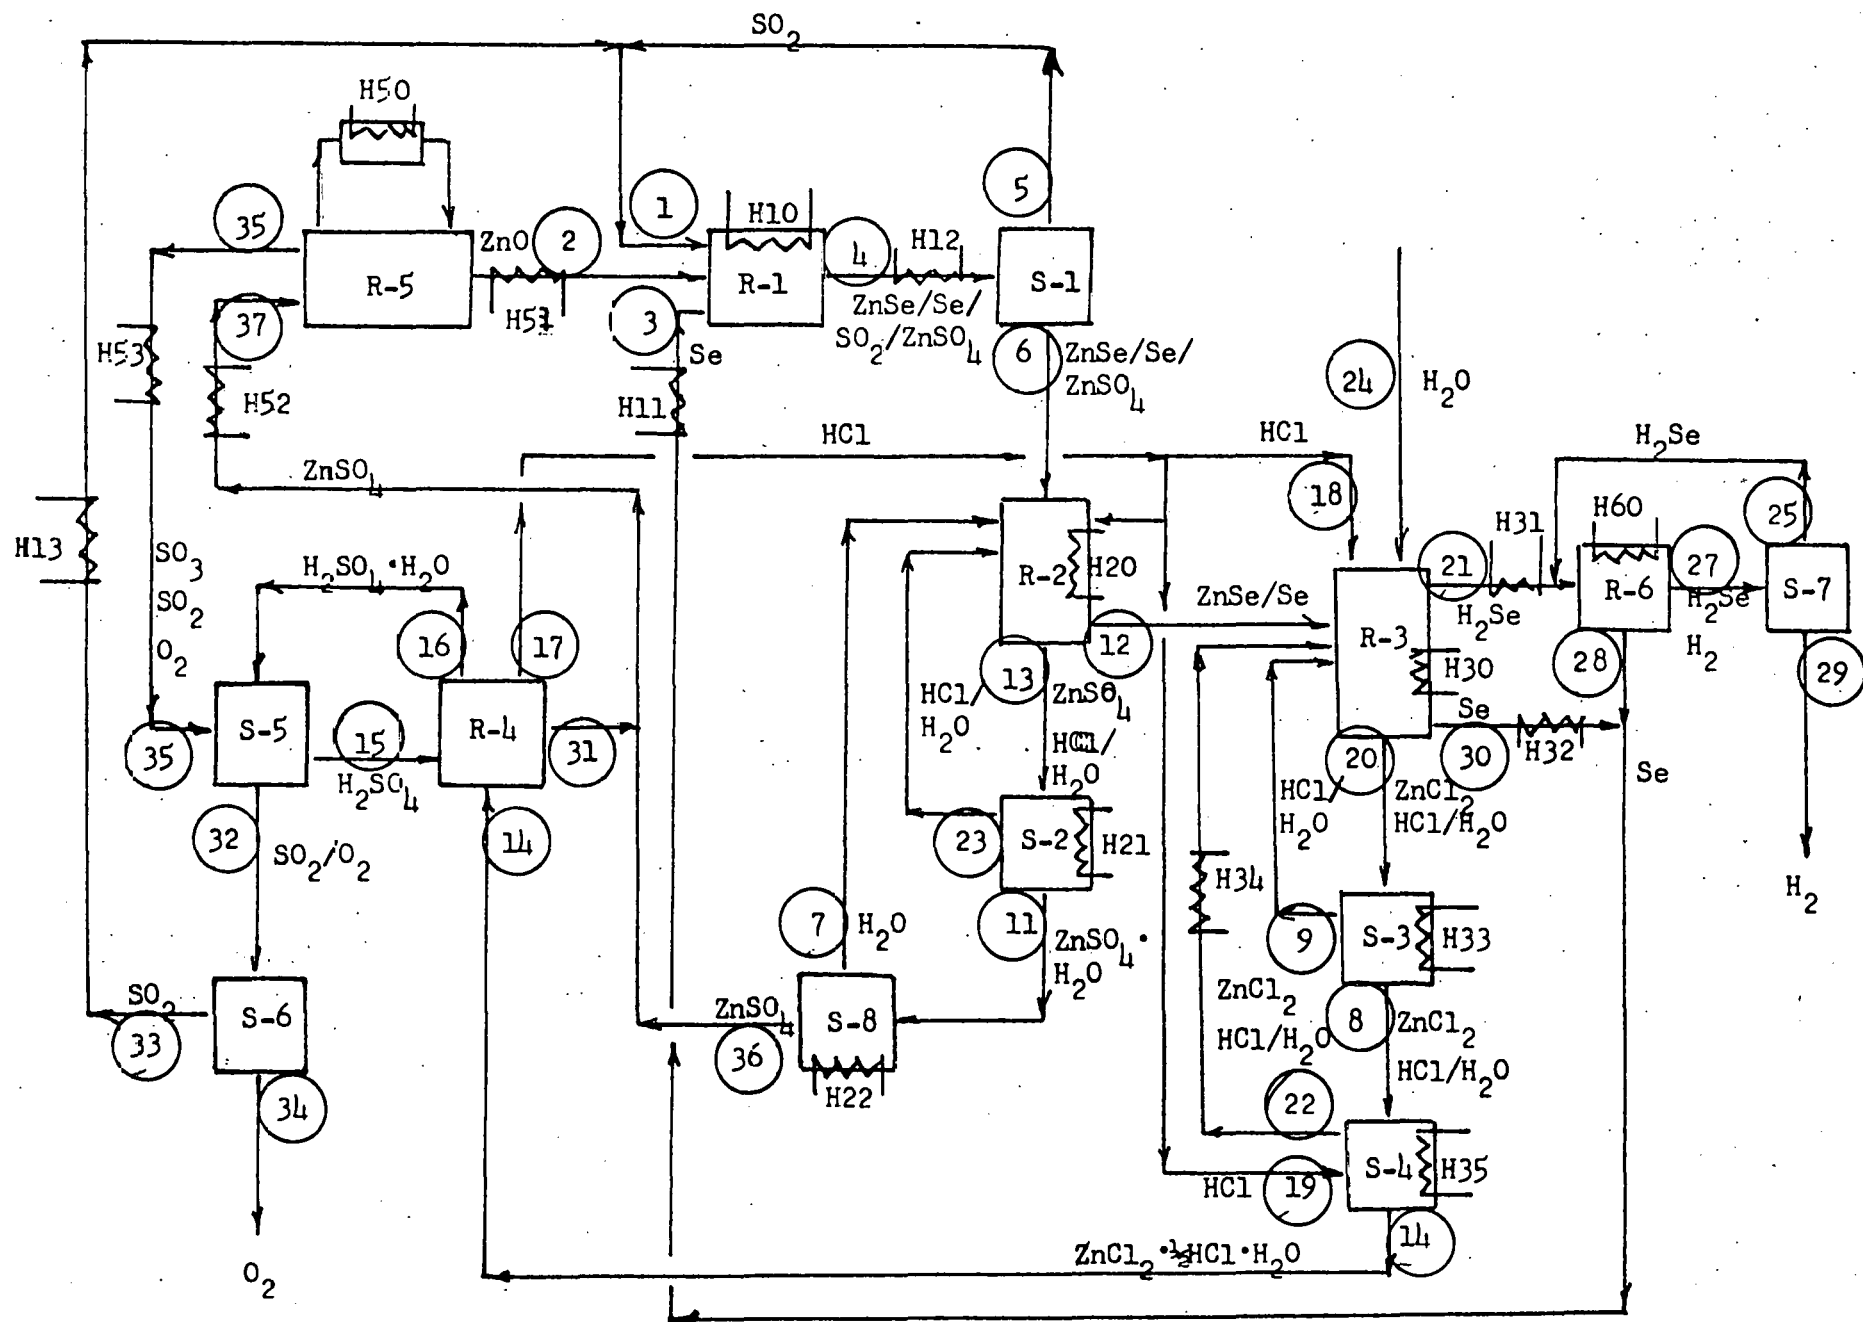 SO2
H50
35
ZnO
2
1
H10
4
H12
5
R-5
R-1
S-1
37
H51
3
ZnSe/Se/
SO2/ZnSO4
6
ZnSe/Se/
ZnSO4
H53
H52
Se
H11
24
H2O
HCl
HCl
H2Se
ZnSO4
18
25
H13
H31
H60
SO3
SO2
O2
H2SO4·H2O
R-2
H20
ZnSe/Se
21
H2Se
R-6
27
H2Se
H2
S-7
16
17
13
12
R-3
H30
28
29
HCl/
H2O
ZnSO4
HCl/
H2O
Se
35
S-5
15
H2SO4
R-4
31
20
30
H32
Se
HCl/
H2O
ZnCl2
HCl/H2O
32
SO2/O2
14
23
S-2
H21
H34
H2
7
H2O
11
ZnSO4·
H2O
9
S-3
H33
SO2
33
S-6
ZnSO4
36
S-8
H22
ZnCl2
HCl/H2O
8
ZnCl2
HCl/H2O
34
22
HCl
19
S-4
H35
14
ZnCl2·½HCl·H2O
O2